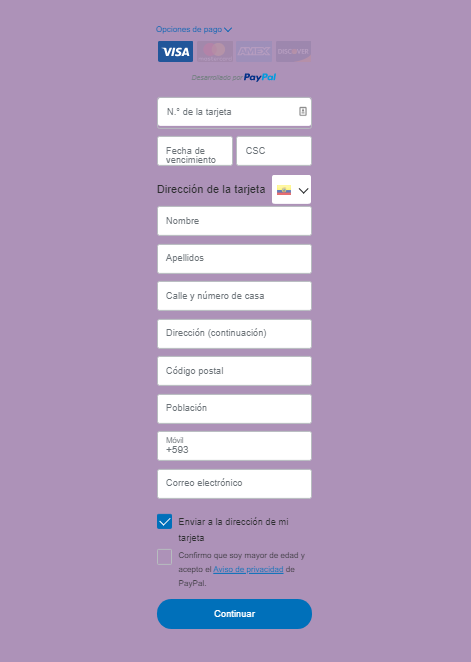 Opciones de pago
VISA mastercard AMEX DISCOVER
Desarrollado por PayPal
N.° de la tarjeta
Fecha de vencimiento
CSC
Dirección de la tarjeta
Nombre
Apellidos
Calle y número de casa
Dirección (continuación)
Código postal
Población
Móvil
+593
Correo electrónico
Enviar a la dirección de mi
tarjeta
Confirmo que soy mayor de edad y
acepto el Aviso de privacidad de
PayPal.
Continuar